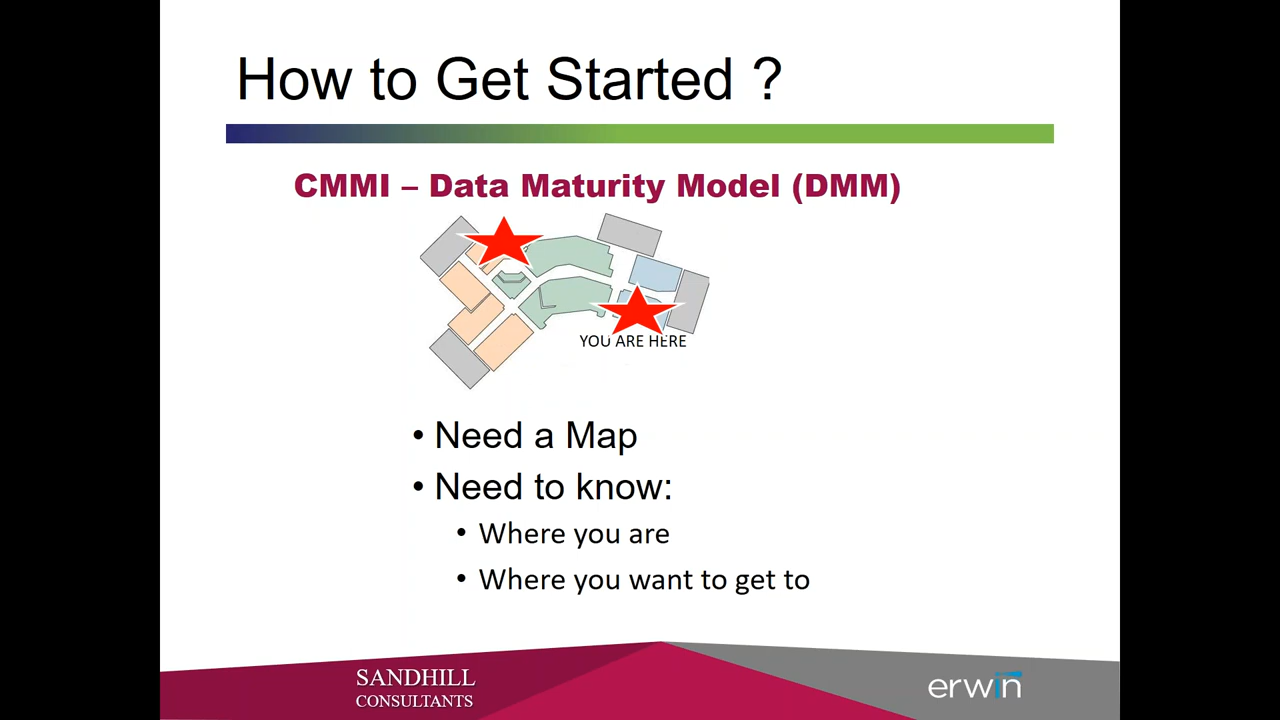 How to Get Started ?
CMMI – Data Maturity Model (DMM)
YOU ARE HERE
• Need a Map
• Need to know:
• Where you are
• Where you want to get to
SANDHILL
CONSULTANTS
erwin